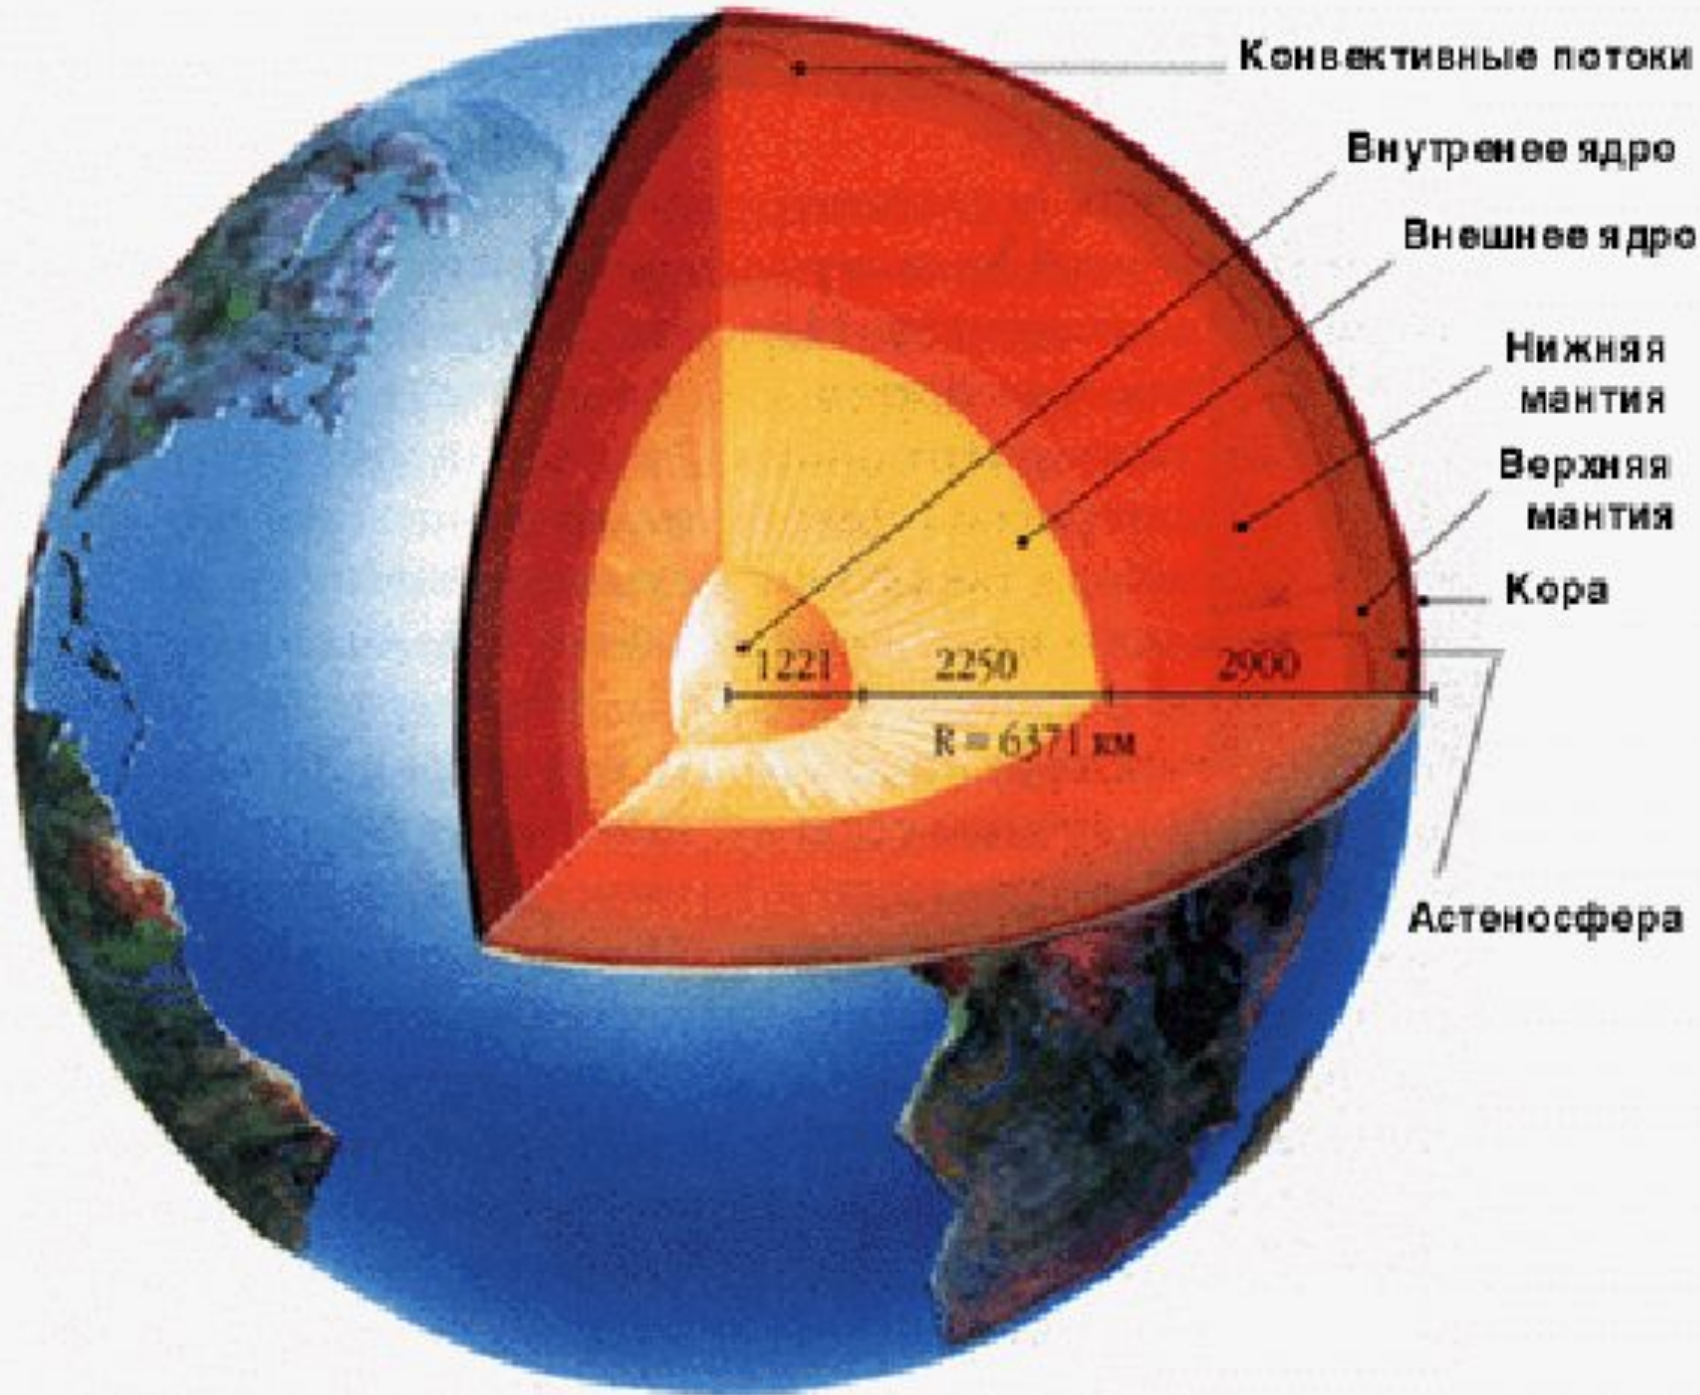 Конвективные потоки
Внутренее ядро
Внешнее ядро
Нижняя
мантия
Верхняя
мантия
Кора
1221 2250 2900
R = 6371 км
Астеносфера